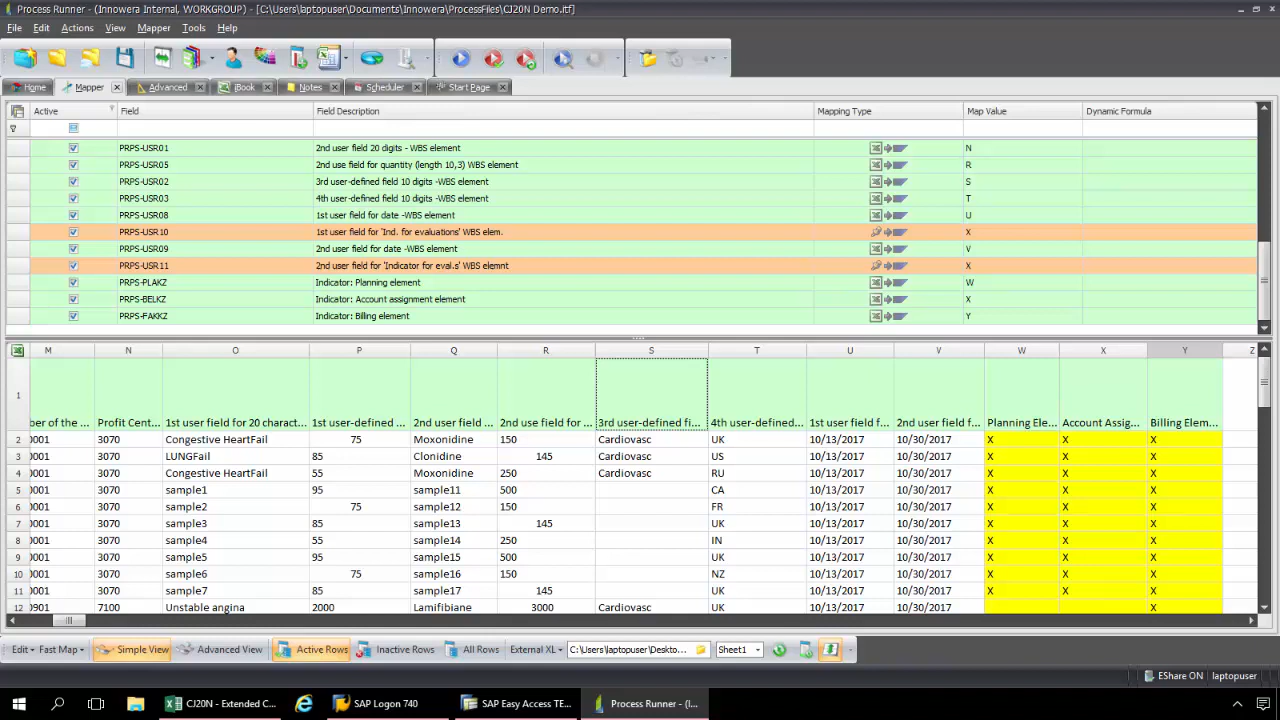 Process Runner - (Innowera Internal, WORKGROUP) - [C:\Users\laptopuser\Documents\Innowera\ProcessFiles\CJ20N Demo.itf]
File Edit Actions View Mapper Tools Help
Home Mapper Advanced iBook Notes Scheduler Start Page
Active Field Field Description Mapping Type Map Value Dynamic Formula
PRPS-USR01 2nd user field 20 digits - WBS element N
PRPS-USR05 2nd use field for quantity (length 10,3) WBS element R
PRPS-USR02 3rd user-defined field 10 digits -WBS element S
PRPS-USR03 4th user-defined field 10 digits -WBS element T
PRPS-USR08 1st user field for date -WBS element U
PRPS-USR10 1st user field for 'Ind. for evaluations' WBS elem. X
PRPS-USR09 2nd user field for date -WBS element V
PRPS-USR11 2nd user field for 'Indicator for eval.s' WBS elemnt X
PRPS-PLAKZ Indicator: Planning element W
PRPS-BELKZ Indicator: Account assignment element X
PRPS-FAKKZ Indicator: Billing element Y
M N O P Q R S T U V W X Y Z
1 ber of the ... Profit Cent... 1st user field for 20 charact... 1st user-defined ... 2nd user field ... 2nd use field for ... 3rd user-defined fi... 4th user-defined... 1st user field f... 2nd user field f... Planning Ele... Account Assig... Billing Elem...
2 0001 3070 Congestive HeartFail 75 Moxonidine 150 Cardiovasc UK 10/13/2017 10/30/2017 X X X
3 0001 3070 LUNGFail 85 Clonidine 145 Cardiovasc US 10/13/2017 10/30/2017 X X X
4 0001 3070 Congestive HeartFail 55 Moxonidine 250 Cardiovasc RU 10/13/2017 10/30/2017 X X X
5 0001 3070 sample1 95 sample11 500 CA 10/13/2017 10/30/2017 X X X
6 0001 3070 sample2 75 sample12 150 FR 10/13/2017 10/30/2017 X X X
7 0001 3070 sample3 85 sample13 145 UK 10/13/2017 10/30/2017 X X X
8 0001 3070 sample4 55 sample14 250 IN 10/13/2017 10/30/2017 X X X
9 0001 3070 sample5 95 sample15 500 UK 10/13/2017 10/30/2017 X X X
10 0001 3070 sample6 75 sample16 150 NZ 10/13/2017 10/30/2017 X X X
11 0001 3070 sample7 85 sample17 145 UK 10/13/2017 10/30/2017 X X X
12 0901 7100 Unstable angina 2000 Lamifibiane 3000 Cardiovasc UK 10/13/2017 10/30/2017 X
Edit Fast Map Simple View Advanced View Active Rows Inactive Rows All Rows External XL C:\Users\laptopuser\Deskto... Sheet1
EShare ON laptopuser
CJ20N - Extended C... SAP Logon 740 SAP Easy Access TE... Process Runner - (I...